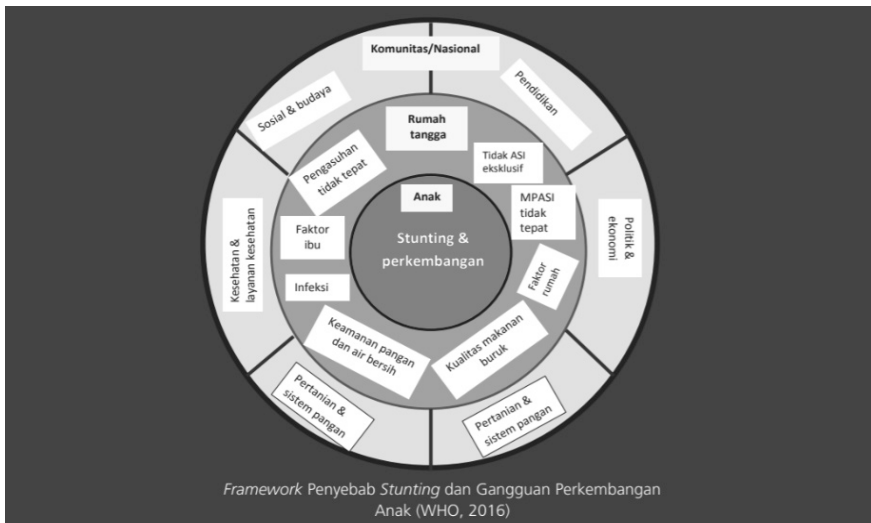 Komunitas/Nasional
Sosial & budaya
Pendidikan
Rumah
tangga
Pengasuhan
tidak tepat
Tidak ASI
eksklusif
Anak
MPASI
tidak
tepat
Faktor
ibu
Stunting &
perkembangan
Politik &
ekonomi
Kesehatan &
layanan kesehatan
Infeksi
Faktor
rumah
Keamanan pangan
dan air bersih
Kualitas makanan
buruk
Pertanian &
sistem pangan
Pertanian &
sistem pangan
Framework Penyebab Stunting dan Gangguan Perkembangan
Anak (WHO, 2016)